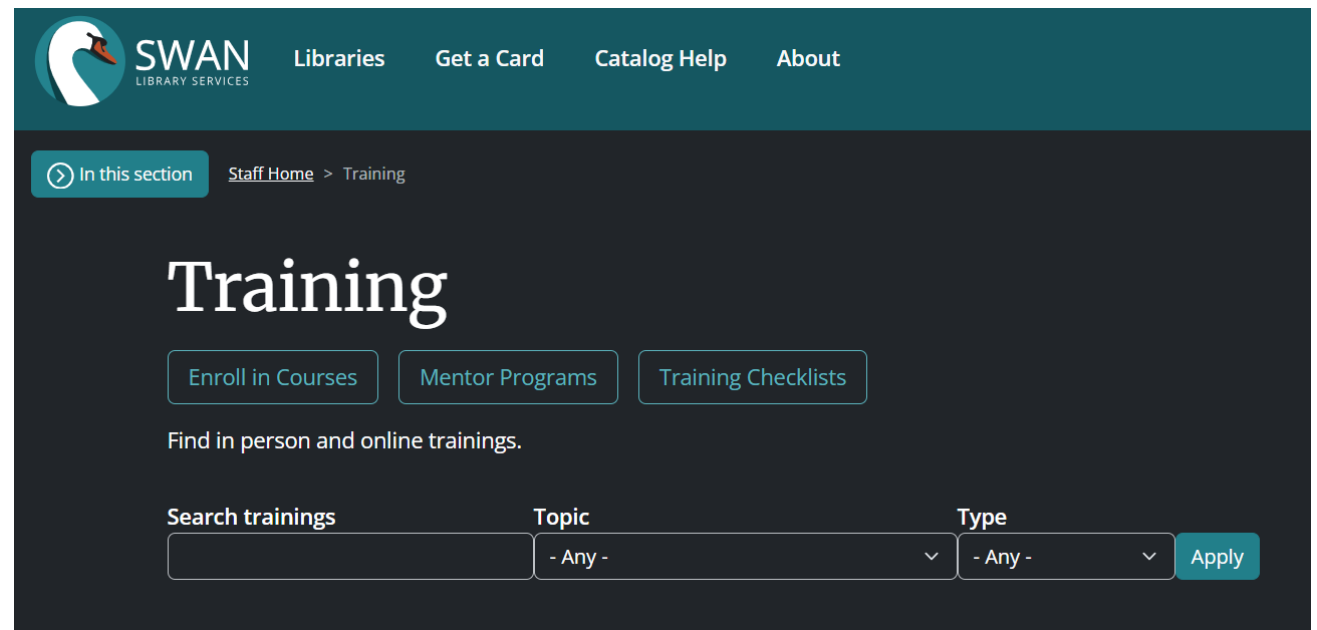 SWAN
LIBRARY SERVICES
Libraries Get a Card Catalog Help About
In this section Staff Home > Training
Training
Enroll in Courses Mentor Programs Training Checklists
Find in person and online trainings.
Search trainings Topic Type
- Any - - Any - Apply